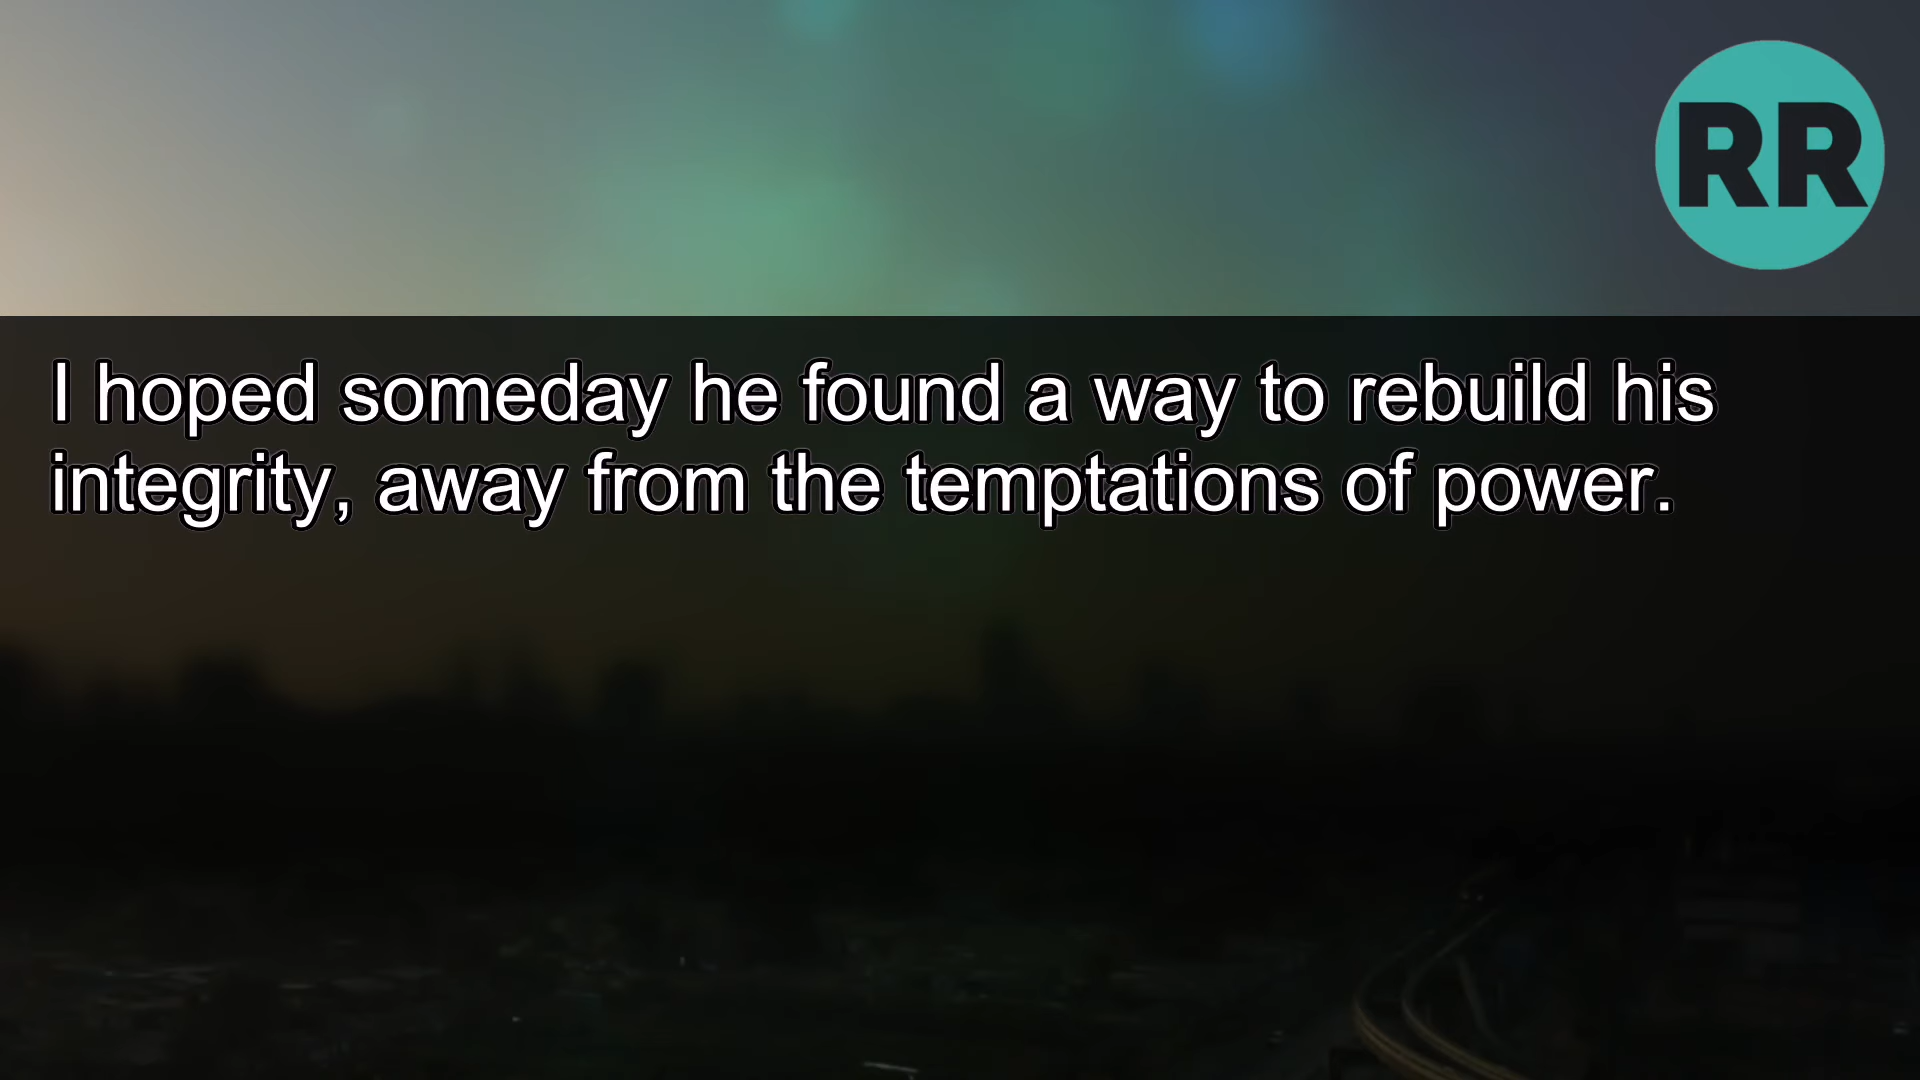 RR
I hoped someday he found a way to rebuild his
integrity, away from the temptations of power.